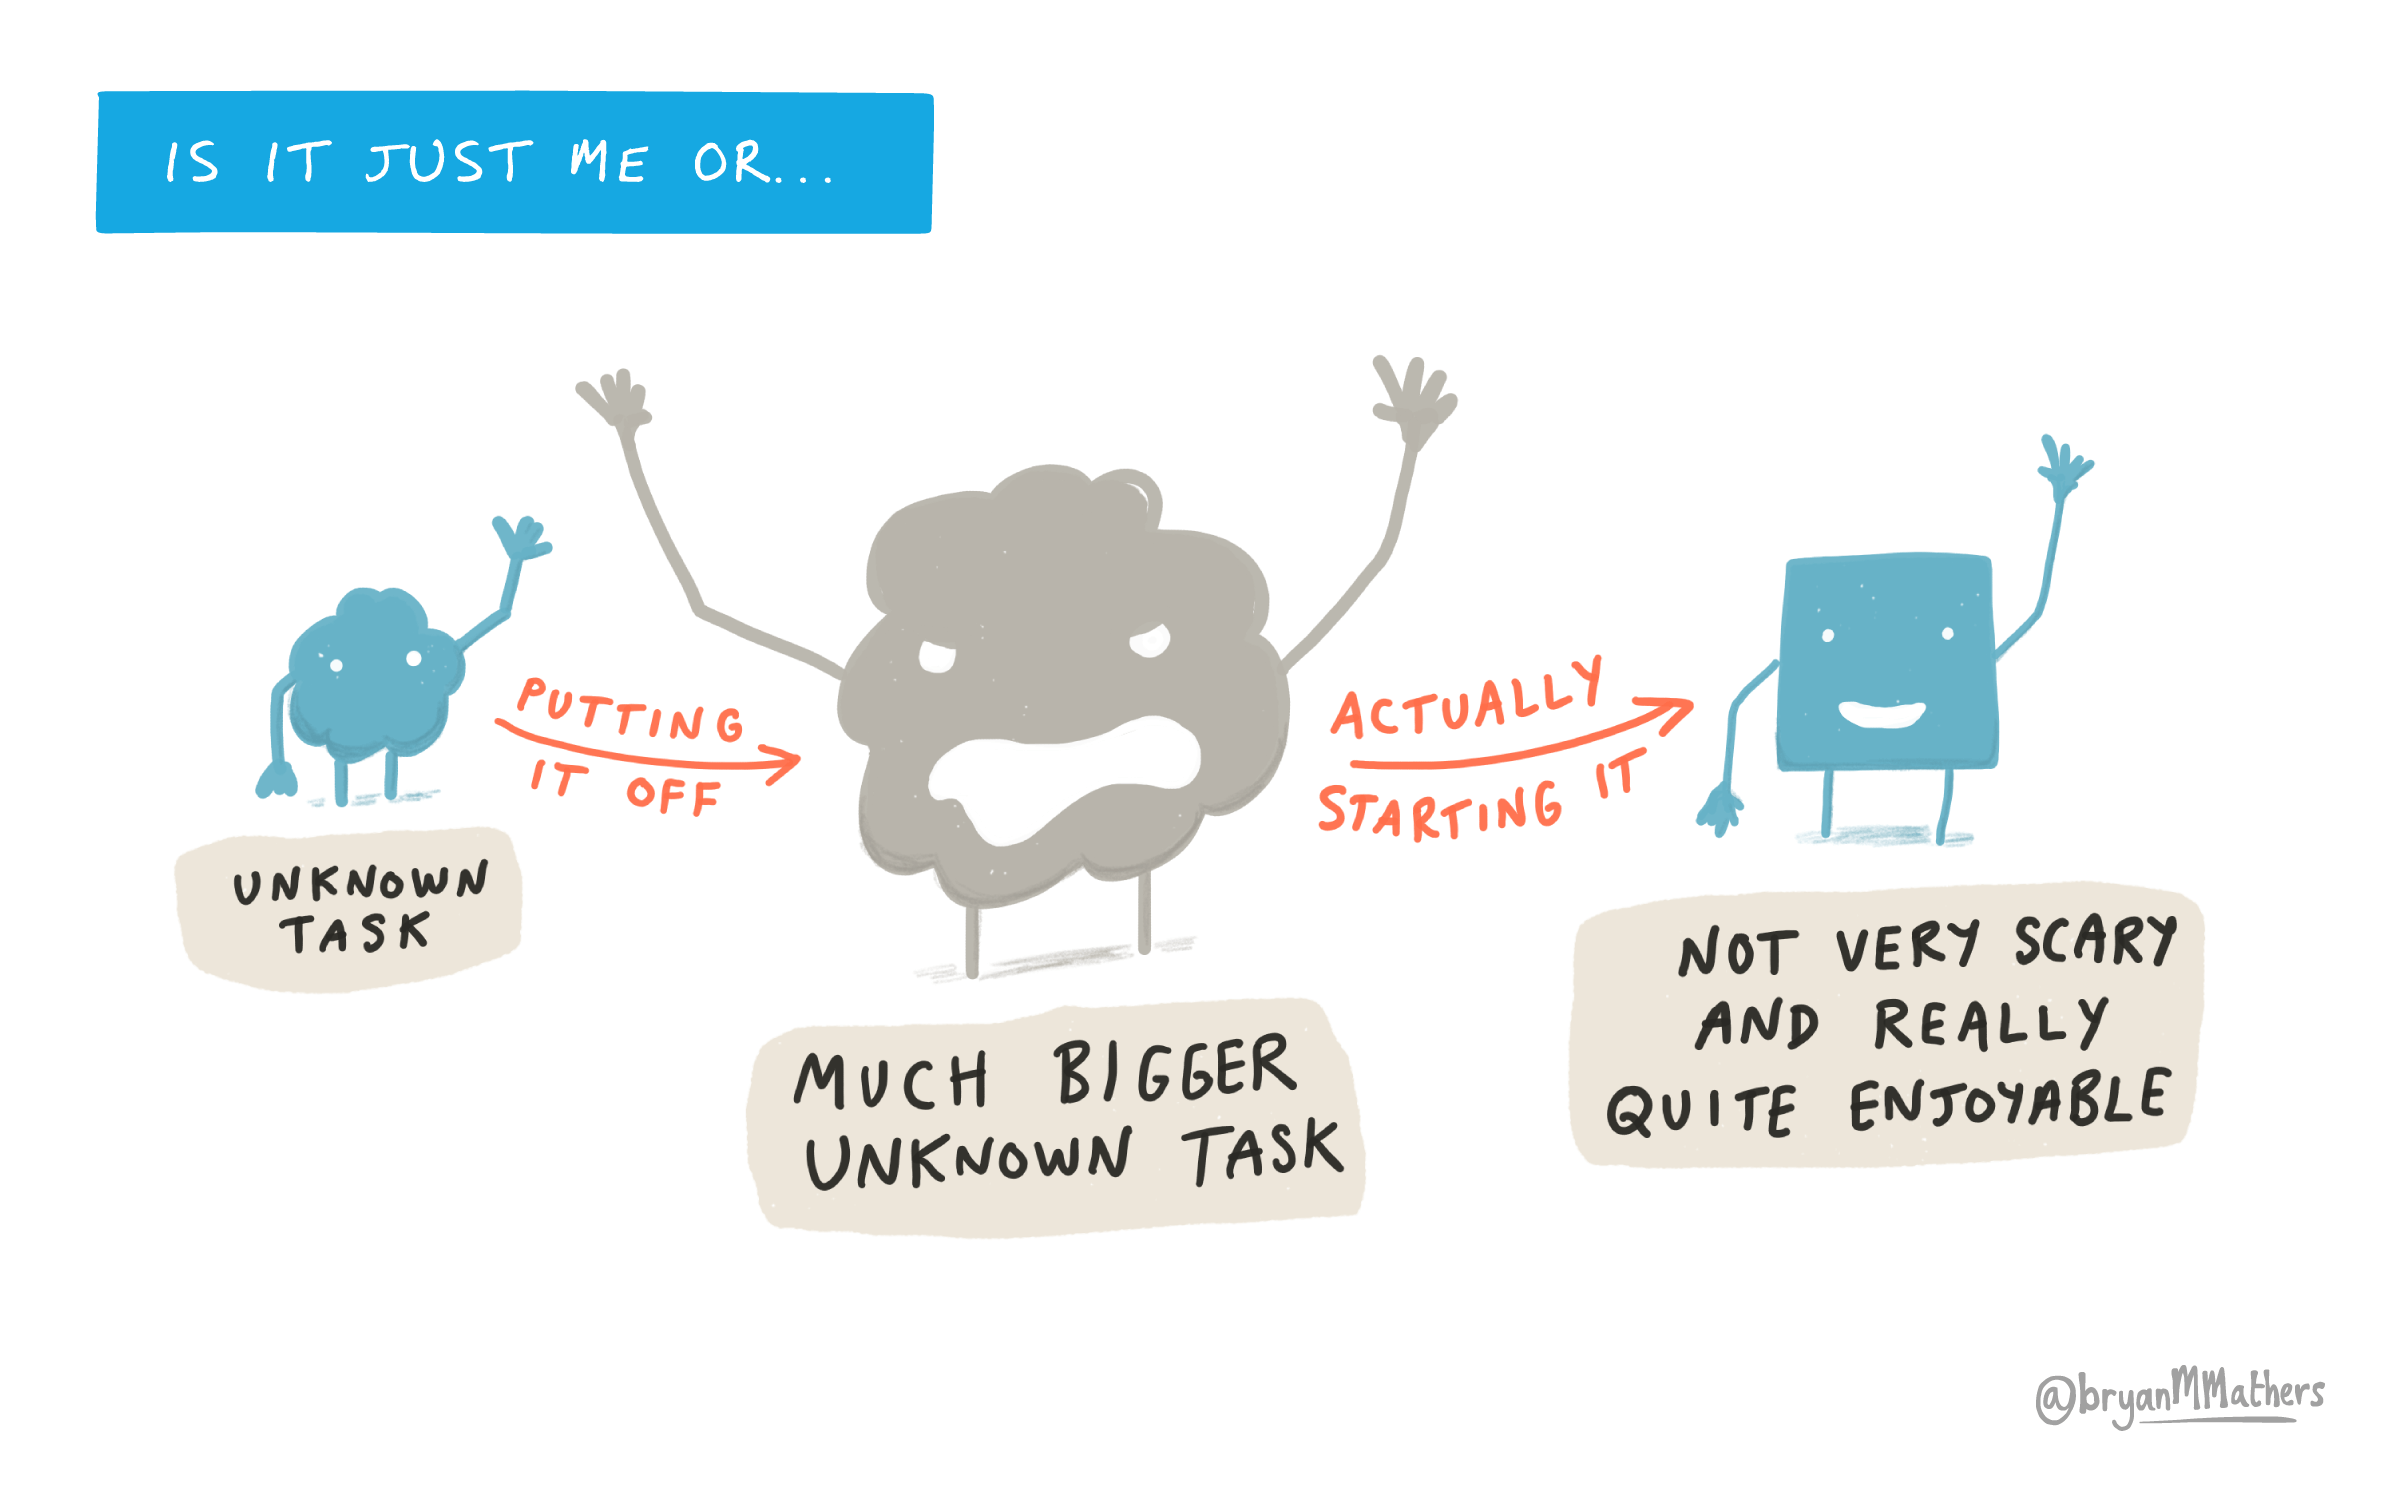 IS IT JUST ME OR...
PUTTING
IT OFF
ACTUALLY
STARTING IT
UNKNOWN
TASK
MUCH BIGGER
UNKNOWN TASK
NOT VERY SCARY
AND REALLY
QUITE ENJOYABLE
@bryanMMathers